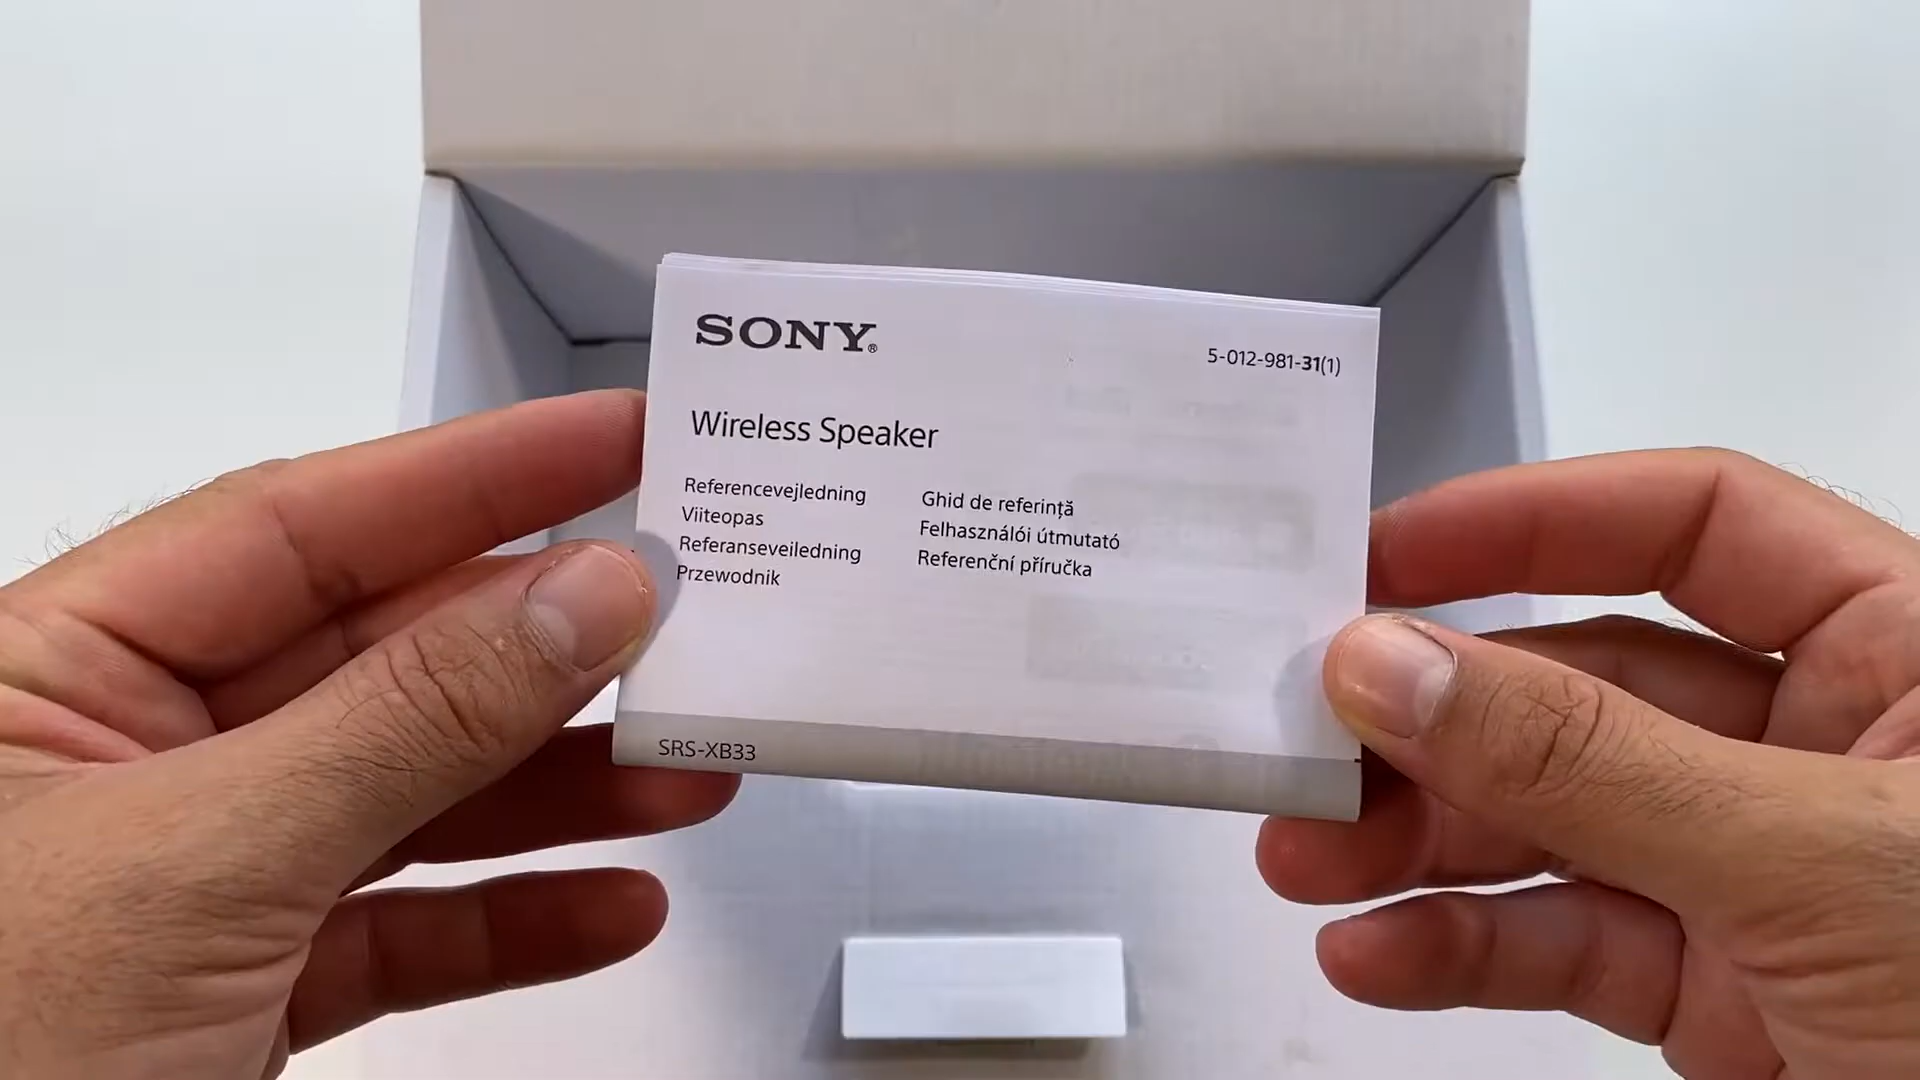 SONY®
5-012-981-31(1)
Wireless Speaker
Referencevejledning
Viiteopas
Referanseveiledning
Przewodnik
Ghid de referință
Felhasználói útmutató
Referenční příručka
SRS-XB33